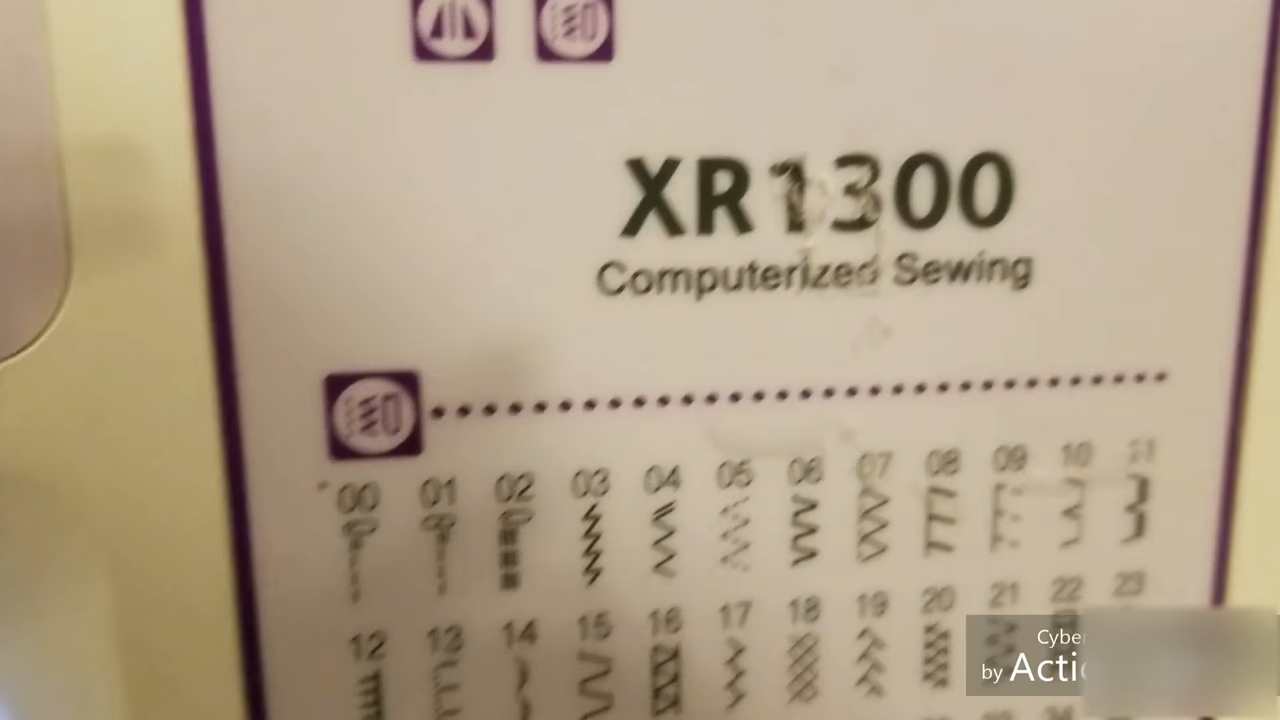 XR1300
Computerized Sewing
00 01 02 03 04 05 06 07 08 09 10 11
12 13 14 15 16 17 18 19 20 21 22 23
by